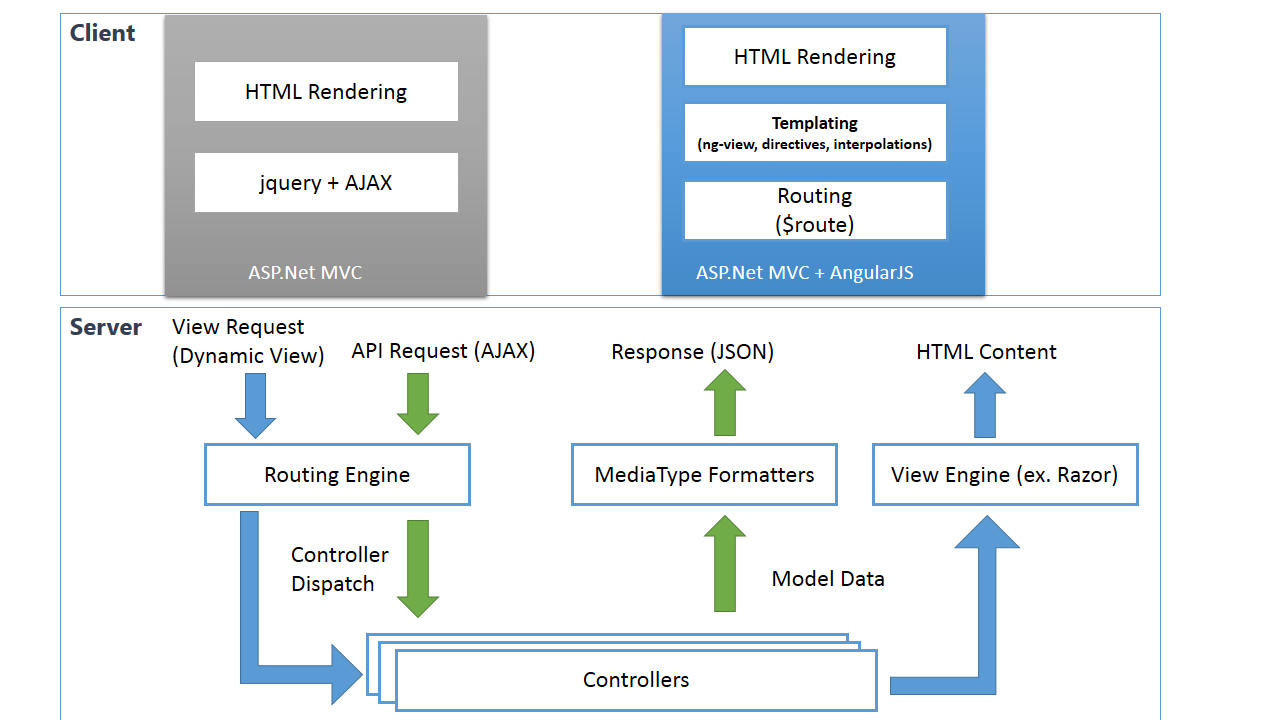 Client
HTML Rendering
jquery + AJAX
ASP.Net MVC
HTML Rendering
Templating
(ng-view, directives, interpolations)
Routing
($route)
ASP.Net MVC + AngularJS
Server
View Request
(Dynamic View)
API Request (AJAX)
Response (JSON)
HTML Content
Routing Engine
MediaType Formatters
View Engine (ex. Razor)
Controller
Dispatch
Model Data
Controllers